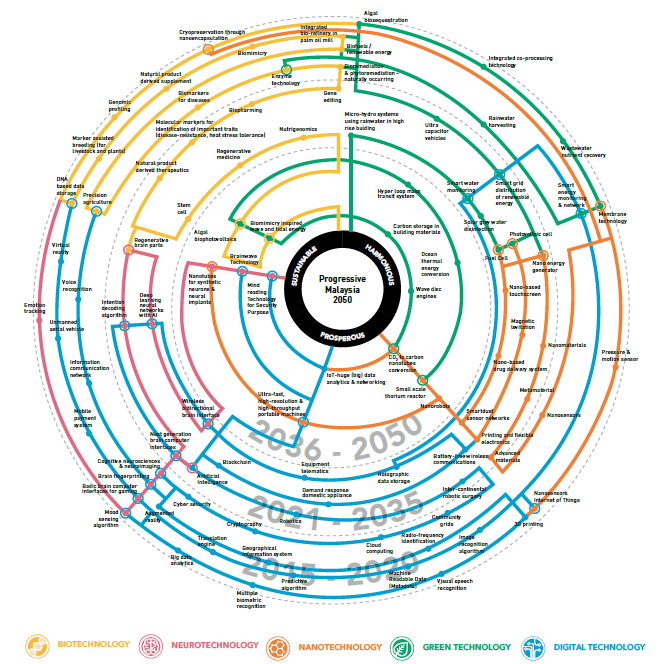 Algal
biosequestration
Cryopreservation through
nanoencapsulation
Integrated
bio-refinery in
palm oil mill
Biofuels /
renewable energy
Biomimicry
Integrated co-processing
technology
Bioremediation
& phytoremediation –
naturally occurring
Enzyme
technology
Natural product
derived supplement
Gene
editing
Biomarkers
for diseases
Genomic
profiling
Biopharming
Micro-hydro systems
using rainwater in high
rise building
Ultra
capacitor
vehicles
Rainwater
harvesting
Molecular markers for
identification of important traits
(disease-resistance, heat stress tolerance)
Nutrigenomics
Marker assisted
breeding (for
livestock and plants)
Regenerative
medicine
Wastewater
nutrient recovery
Natural product
derived therapeutics
DNA
based data
storage
Precision
agriculture
Hyper loop mass
transit system
Smart water
monitoring
Smart grid
distribution
of renewable
energy
Smart
energy
monitoring
& network
Membrane
technology
Stem
cell
Algal
biophotovoltaics
Biomimicry inspired
wave and tidal energy
Carbon storage in
building materials
Solar gray water
disinfection
Photovoltaic cell
Fuel Cell
Virtual
reality
Regenerative
brain parts
Brainwave
Technology
SUSTAINABLE
HARMONIOUS
PROSPEROUS
Progressive
Malaysia
2050
Ocean
thermal
energy
conversion
Nano energy
generator
Nanotubes
for synthetic
neurons &
neural
implants
Mind
reading
Technology
for Security
Purpose
Voice
recognition
Wave disc
engines
Nano-based
touchscreen
Emotion
tracking
Intention
decoding
algorithm
Deep
learning
neural
networks
with AI
Unmanned
aerial vehicle
Magnetic
levitation
Nanomaterials
Pressure &
motion sensor
CO₂ to carbon
nanotubes
conversion
Nano-based
drug delivery system
Information
communication
network
IoT-huge (big) data
analytics & networking
Small scale
thorium reactor
Metamaterial
Ultra-fast,
high-resolution &
high-throughput
portable machines
Wireless
bidirectional
brain interface
Nanorobots
Smartdust
sensor networks
Nanosensors
Mobile
payment
system
2036 - 2050
Next generation
brain computer
interfaces
Printing and flexible
electronics
Cognitive neurosciences
& neuroimaging
Blockchain
Equipment
telematics
Battery-free wireless
communications
Advanced
materials
Brain fingerprinting
Artificial
intelligence
Holographic
data storage
Basic brain computer
interfaces for gaming
Demand response
domestic appliance
Inter-continental
robotic surgery
Nanosensors
Internet of Things
Cyber security
2021 - 2035
Mood
sensing
algorithm
Augmented
reality
Cryptography
Robotics
Community
grids
3D printing
Translation
engine
Radio-frequency
identification
Image
recognition
algorithm
Geographical
information system
Cloud
computing
Big data
analytics
2015 - 2020
Predictive
algorithm
Machine
Readable Data
(Metadata)
Visual speech
recognition
Multiple
biometric
recognition
BIOTECHNOLOGY
NEUROTECHNOLOGY
NANOTECHNOLOGY
GREEN TECHNOLOGY
DIGITAL TECHNOLOGY